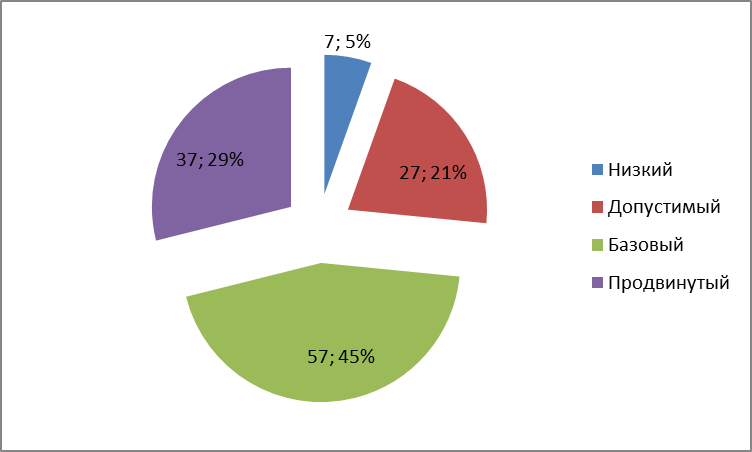 7; 5%
37; 29%
27; 21%
57; 45%
Низкий
Допустимый
Базовый
Продвинутый